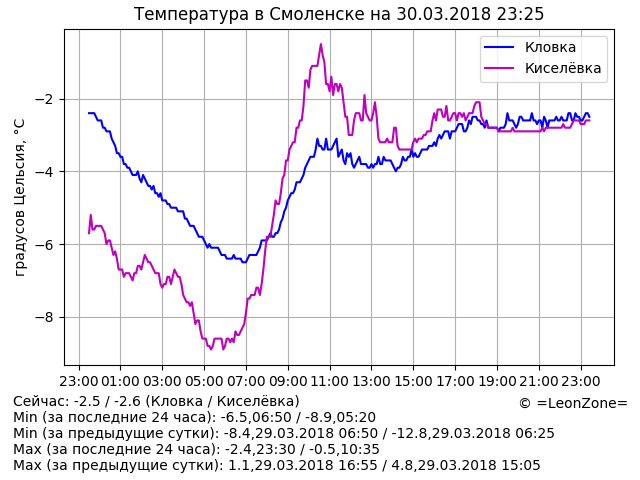 Температура в Смоленске на 30.03.2018 23:25
Кловка
Киселёвка
градусов Цельсия, °C
−2
−4
−6
−8
23:00 01:00 03:00 05:00 07:00 09:00 11:00 13:00 15:00 17:00 19:00 21:00 23:00
Сейчас: -2.5 / -2.6 (Кловка / Киселёвка)
© =LeonZone=
Min (за последние 24 часа): -6.5,06:50 / -8.9,05:20
Min (за предыдущие сутки): -8.4,29.03.2018 06:50 / -12.8,29.03.2018 06:25
Max (за последние 24 часа): -2.4,23:30 / -0.5,10:35
Max (за предыдущие сутки): 1.1,29.03.2018 16:55 / 4.8,29.03.2018 15:05